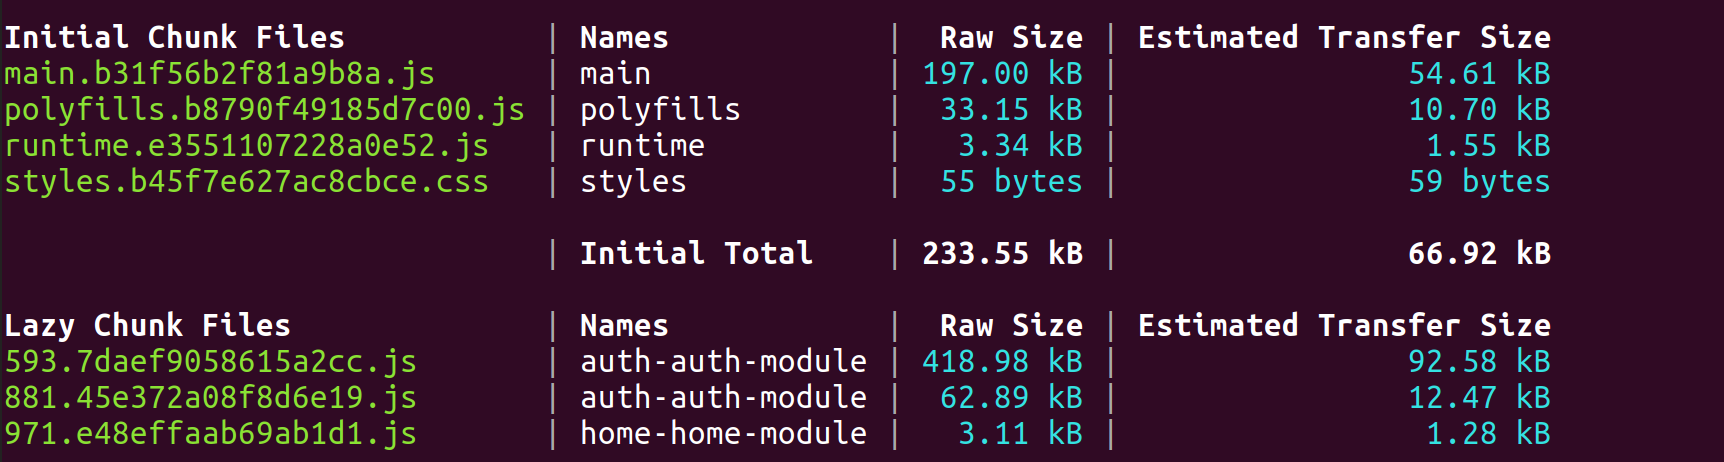 Initial Chunk Files | Names | Raw Size | Estimated Transfer Size
main.b31f56b2f81a9b8a.js | main | 197.00 kB | 54.61 kB
polyfills.b8790f49185d7c00.js | polyfills | 33.15 kB | 10.70 kB
runtime.e3551107228a0e52.js | runtime | 3.34 kB | 1.55 kB
styles.b45f7e627ac8cbce.css | styles | 55 bytes | 59 bytes
| Initial Total | 233.55 kB | 66.92 kB
Lazy Chunk Files | Names | Raw Size | Estimated Transfer Size
593.7daef9058615a2cc.js | auth-auth-module | 418.98 kB | 92.58 kB
881.45e372a08f8d6e19.js | auth-auth-module | 62.89 kB | 12.47 kB
971.e48effaab69ab1d1.js | home-home-module | 3.11 kB | 1.28 kB